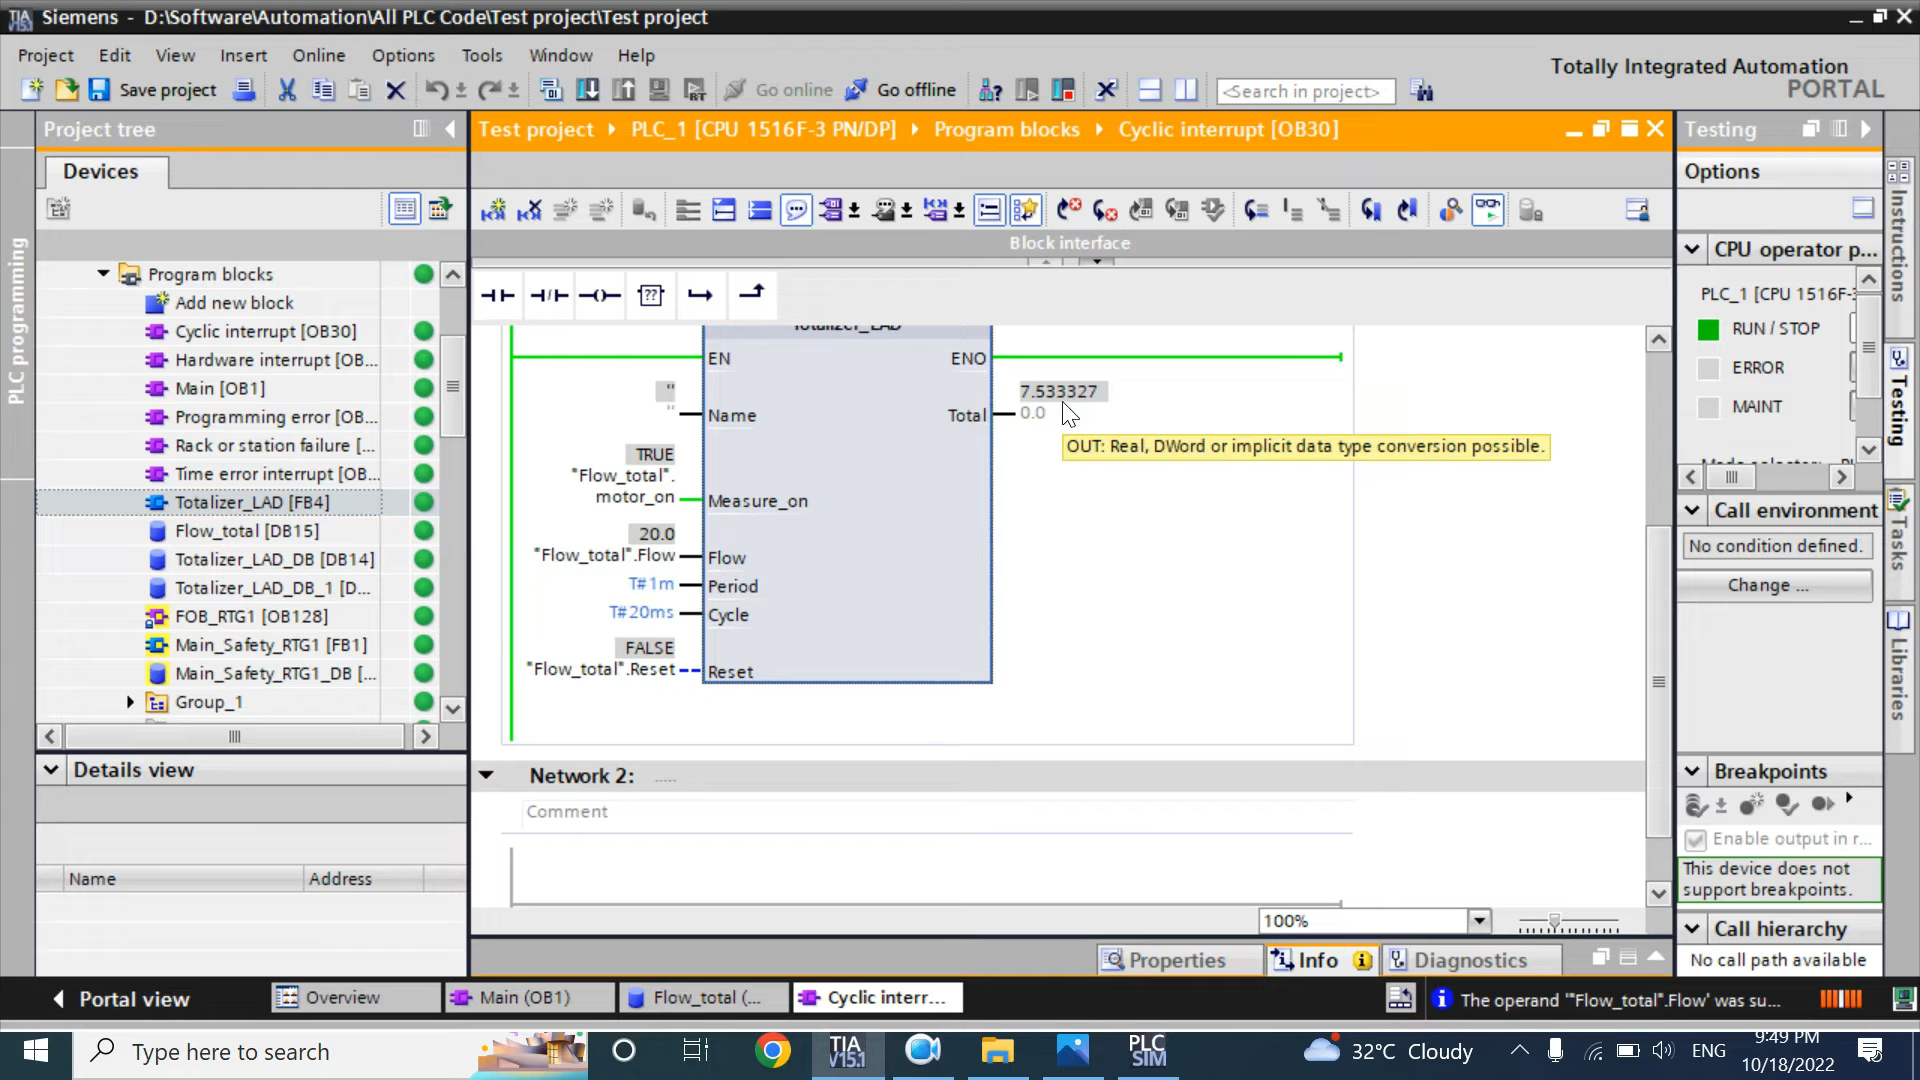 Siemens - D:\Software\Automation\All PLC Code\Test project\Test project
Project Edit View Insert Online Options Tools Window Help
Totally Integrated Automation
PORTAL
Save project
Go online
Go offline
<Search in project>
Project tree
Test project PLC_1 [CPU 1516F-3 PN/DP] Program blocks Cyclic interrupt [OB30]
Testing
Devices
Options
PLC programming
Block interface
CPU operator p...
Program blocks
Add new block
Cyclic interrupt [OB30]
Hardware interrupt [OB...
Main [OB1]
Programming error [OB...
Rack or station failure [...
Time error interrupt [OB...
Totalizer_LAD [FB4]
Flow_total [DB15]
Totalizer_LAD_DB [DB14]
Totalizer_LAD_DB_1 [D...
FOB_RTG1 [OB128]
Main_Safety_RTG1 [FB1]
Main_Safety_RTG1_DB [...
Group_1
Totalizer_LAD
EN
ENO
''
''
Name
7.533327
Total
0.0
OUT: Real, DWord or implicit data type conversion possible.
TRUE
"Flow_total".
motor_on
Measure_on
20.0
"Flow_total".Flow
Flow
T#1m
Period
T#20ms
Cycle
FALSE
"Flow_total".Reset
Reset
Network 2: .....
Comment
100%
Properties
Info
Diagnostics
PLC_1 [CPU 1516F-3
RUN / STOP
ERROR
MAINT
Call environment
No condition defined.
Change ...
Breakpoints
Enable output in r...
This device does not
support breakpoints.
Call hierarchy
No call path available
Instructions
Testing
Tasks
Libraries
Details view
Name
Address
Portal view
Overview
Main (OB1)
Flow_total (...
Cyclic interr...
The operand '"Flow_total".Flow' was su...
Type here to search
TIA
V15.1
PLC
SIM
32°C Cloudy
ENG
9:49 PM
10/18/2022